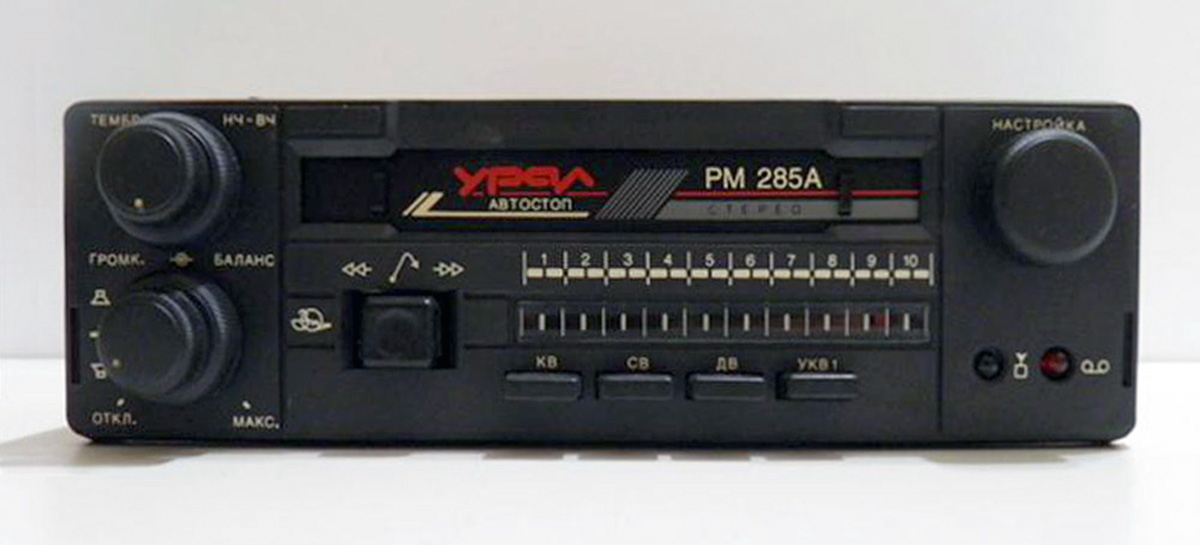 ТЕМБР НЧ-ВЧ
НАСТРОЙКА
УРАЛ
АВТОСТОП
РМ 285А
СТЕРЕО
ГРОМК. БАЛАНС
1 2 3 4 5 6 7 8 9 10
КВ СВ ДВ УКВ1
ОТКЛ. МАКС.